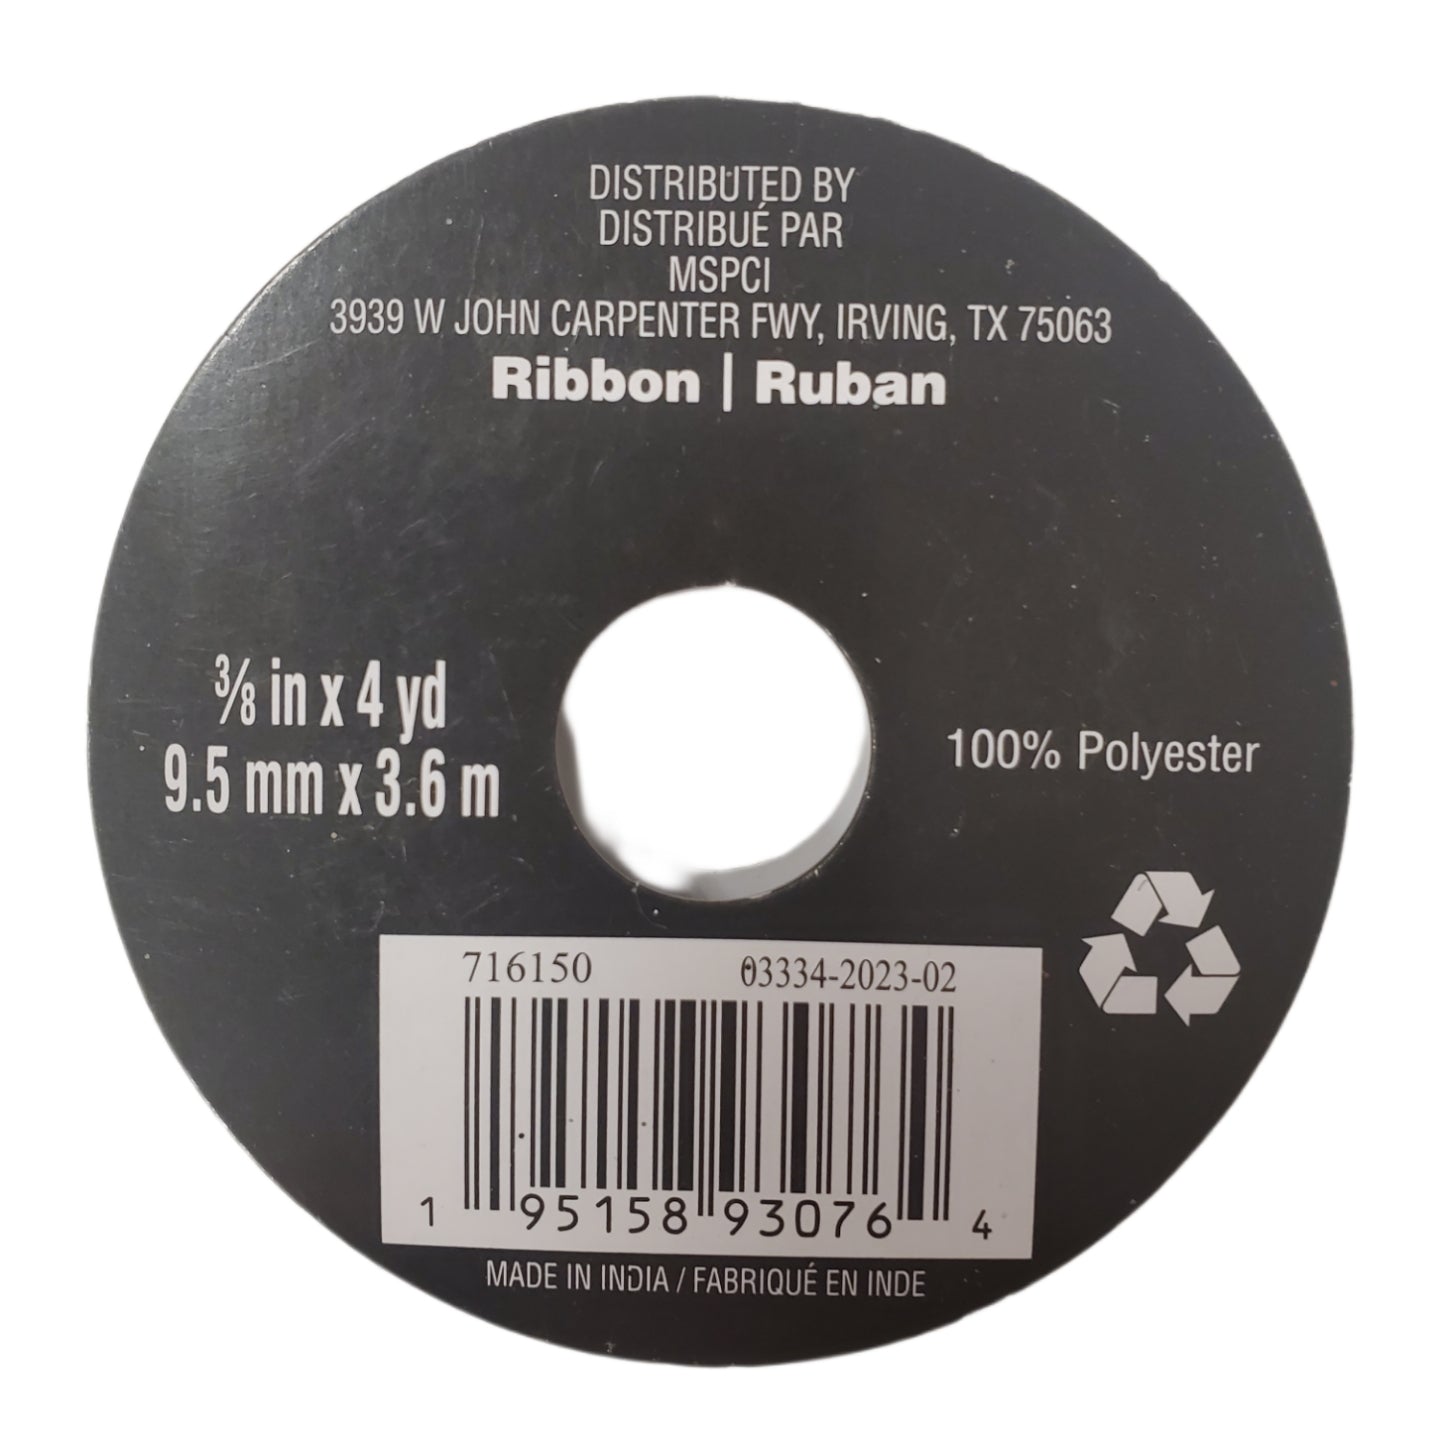 DISTRIBUTED BY
DISTRIBUÉ PAR
MSPCI
3939 W JOHN CARPENTER FWY, IRVING, TX 75063
Ribbon | Ruban
⅜ in x 4 yd
9.5 mm x 3.6 m
100% Polyester
716150 03334-2023-02
1 95158 93076 4
MADE IN INDIA / FABRIQUÉ EN INDE